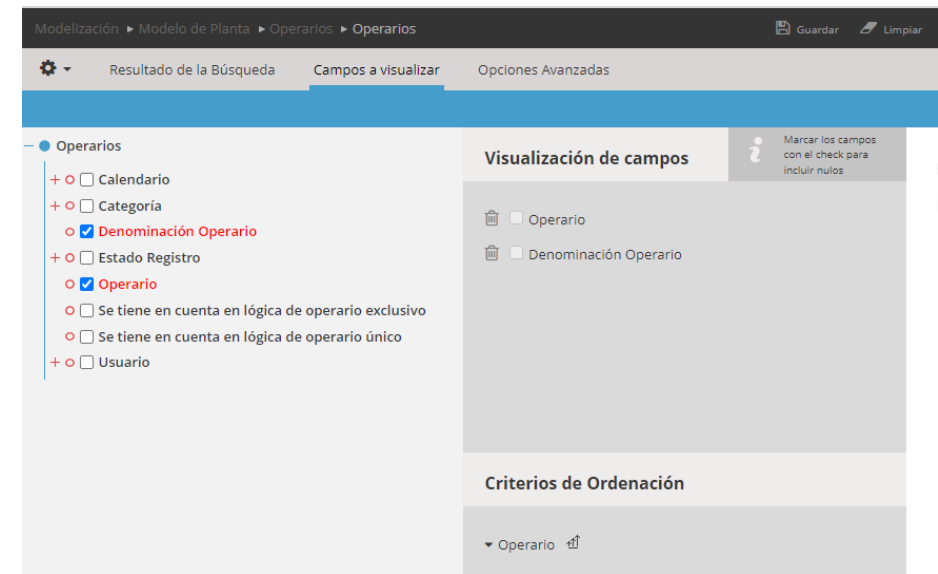 Modelización ▸ Modelo de Planta ▸ Operarios ▸ Operarios
Guardar
Limpiar
Resultado de la Búsqueda
Campos a visualizar
Opciones Avanzadas
Operarios
Calendario
Categoría
Denominación Operario
Estado Registro
Operario
Se tiene en cuenta en lógica de operario exclusivo
Se tiene en cuenta en lógica de operario único
Usuario
Visualización de campos
Marcar los campos
con el check para
incluir nulos
Operario
Denominación Operario
Criterios de Ordenación
Operario